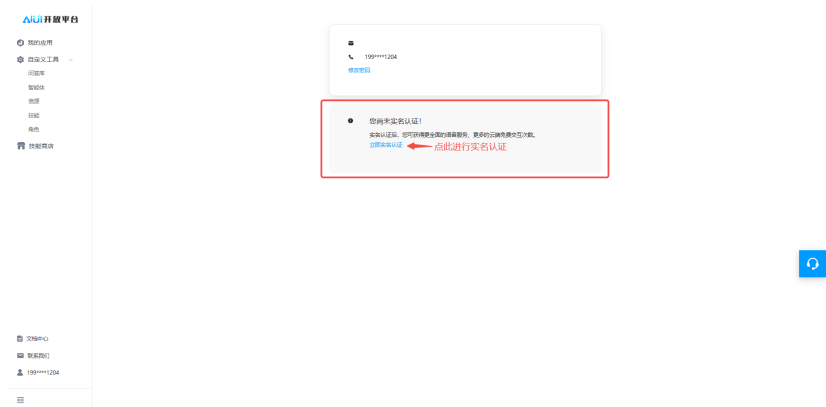 AIUI开放平台
我的应用
自定义工具
问答库
智能体
信源
技能
角色
技能商店
文档中心
联系我们
199****1204
199****1204
修改密码
您尚未实名认证!
实名认证后，您可获得更全面的语音服务、更多的云端免费交互次数。
立即实名认证
点此进行实名认证